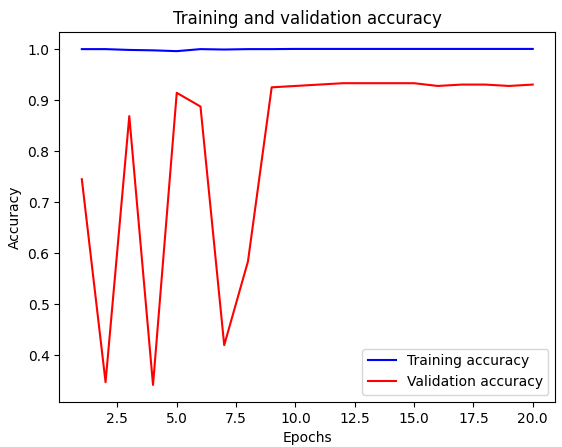 Training and validation accuracy
Accuracy
1.0
0.9
0.8
0.7
0.6
0.5
0.4
Training accuracy
Validation accuracy
2.5 5.0 7.5 10.0 12.5 15.0 17.5 20.0
Epochs